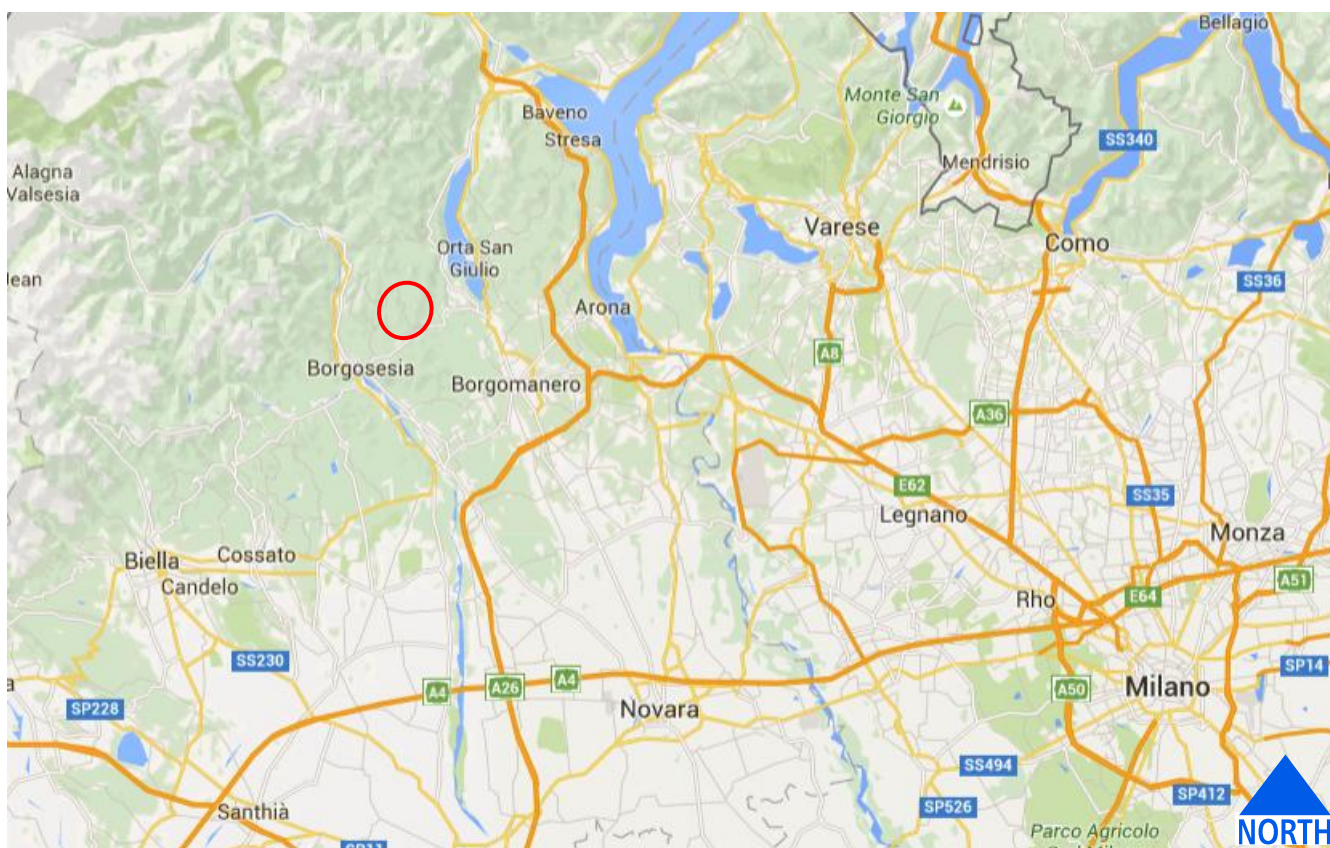 Bellagio
Baveno
Stresa
Monte San
Giorgio
SS340
Mendrisio
Alagna
Valsesia
Varese
Como
Orta San
Giulio
ean
SS36
Arona
A8
Borgosesia
Borgomanero
A36
E62
SS35
Legnano
Monza
Biella
Cossato
Candelo
A51
Rho
E64
SS230
SP14
A4
A26
A4
A50
Milano
SP228
Novara
SS494
SP412
SP526
Santhià
Parco Agricolo
NORTH